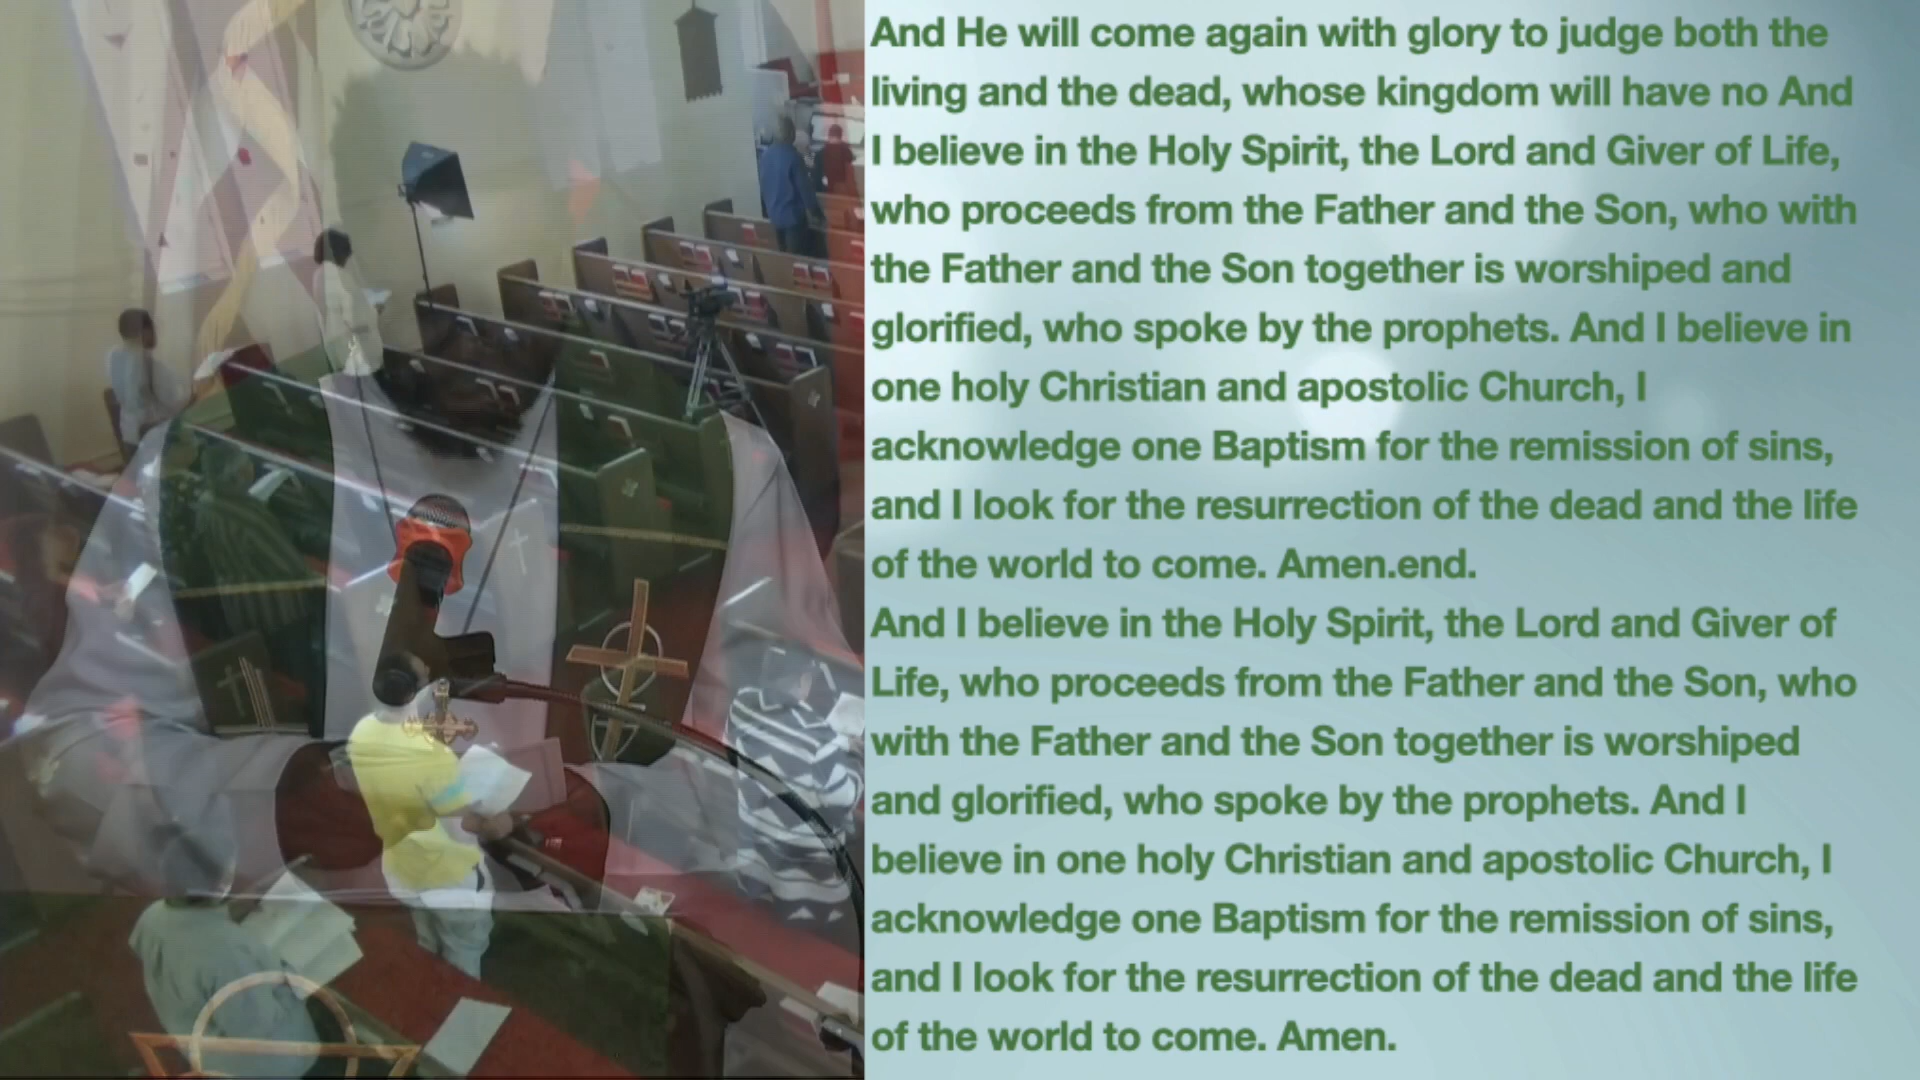 And He will come again with glory to judge both the
living and the dead, whose kingdom will have no And
I believe in the Holy Spirit, the Lord and Giver of Life,
who proceeds from the Father and the Son, who with
the Father and the Son together is worshiped and
glorified, who spoke by the prophets. And I believe in
one holy Christian and apostolic Church, I
acknowledge one Baptism for the remission of sins,
and I look for the resurrection of the dead and the life
of the world to come. Amen.end.
And I believe in the Holy Spirit, the Lord and Giver of
Life, who proceeds from the Father and the Son, who
with the Father and the Son together is worshiped
and glorified, who spoke by the prophets. And I
believe in one holy Christian and apostolic Church, I
acknowledge one Baptism for the remission of sins,
and I look for the resurrection of the dead and the life
of the world to come. Amen.